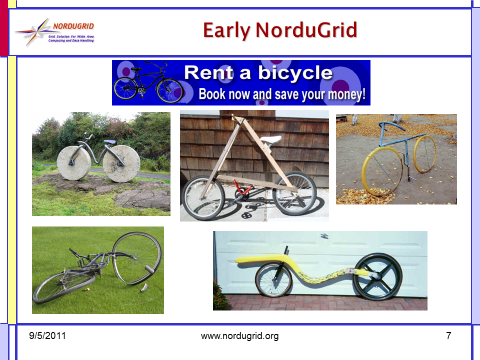 NORDUGRID
Grid Solution for Wide Area
Computing and Data Handling
Early NorduGrid
Rent a bicycle
Book now and save your money!
9/5/2011
www.nordugrid.org
7